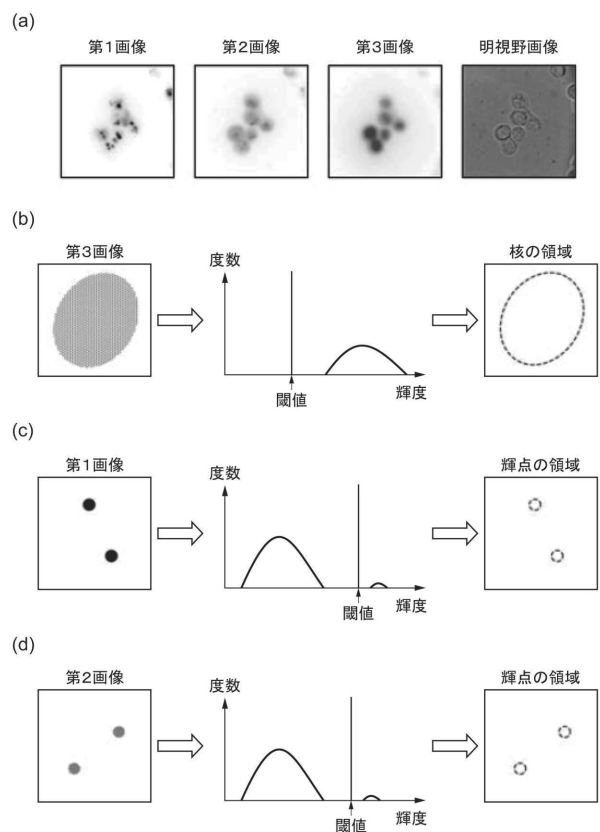 (a)
第1画像 第2画像 第3画像 明視野画像
(b)
第3画像 度数 核の領域
閾値
輝度
(c)
第1画像 度数 輝点の領域
閾値
輝度
(d)
第2画像 度数 輝点の領域
閾値
輝度